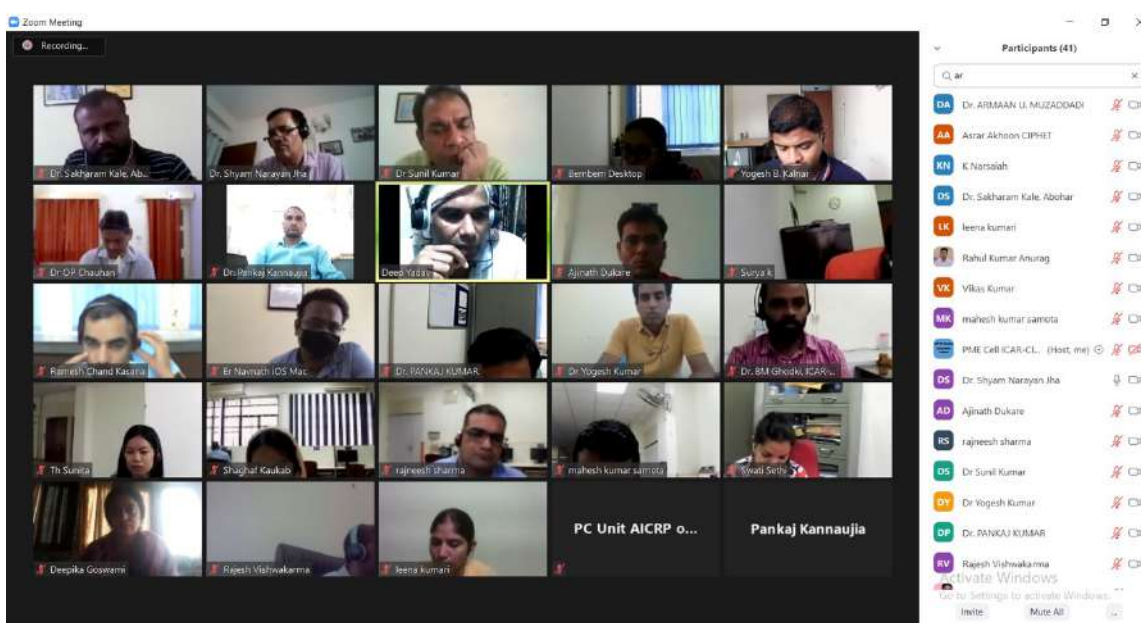 Zoom Meeting
Recording...
Dr. Sakharam Kale, Ab...
Dr. Shyam Narayan Jha
Dr Sunil Kumar
Bembem Desktop
Yogesh B. Kalnar
Dr OP Chauhan
Dr. Pankaj Kannaujia
Deep Yadav
Ajinath Dukare
Surya k
Ramesh Chand Kasana
Er Navnath iOS Mac
Dr. PANKAJ KUMAR
Dr Yogesh Kumar
Dr. BM Ghodki, ICAR-...
Th Sunita
Shaghaf Kaukab
rajneesh sharma
mahesh kumar samota
Swati Sethi
Deepika Goswami
Rajesh Vishwakarma
leena kumari
PC Unit AICRP o...
Pankaj Kannaujia
Participants (41)
ar
DA Dr. ARMAAN U. MUZADDADI
AA Asrar Akhoon CIPHET
KN K Narsaiah
DS Dr. Sakharam Kale, Abohar
LK leena kumari
Rahul Kumar Anurag
VK Vikas Kumar
MK mahesh kumar samota
PME Cell ICAR-CI... (Host, me)
DS Dr. Shyam Narayan Jha
AD Ajinath Dukare
RS rajneesh sharma
DS Dr Sunil Kumar
DY Dr Yogesh Kumar
DP Dr. PANKAJ KUMAR
RV Rajesh Vishwakarma
Activate Windows
Go to Settings to activate Windows.
Invite Mute All ...